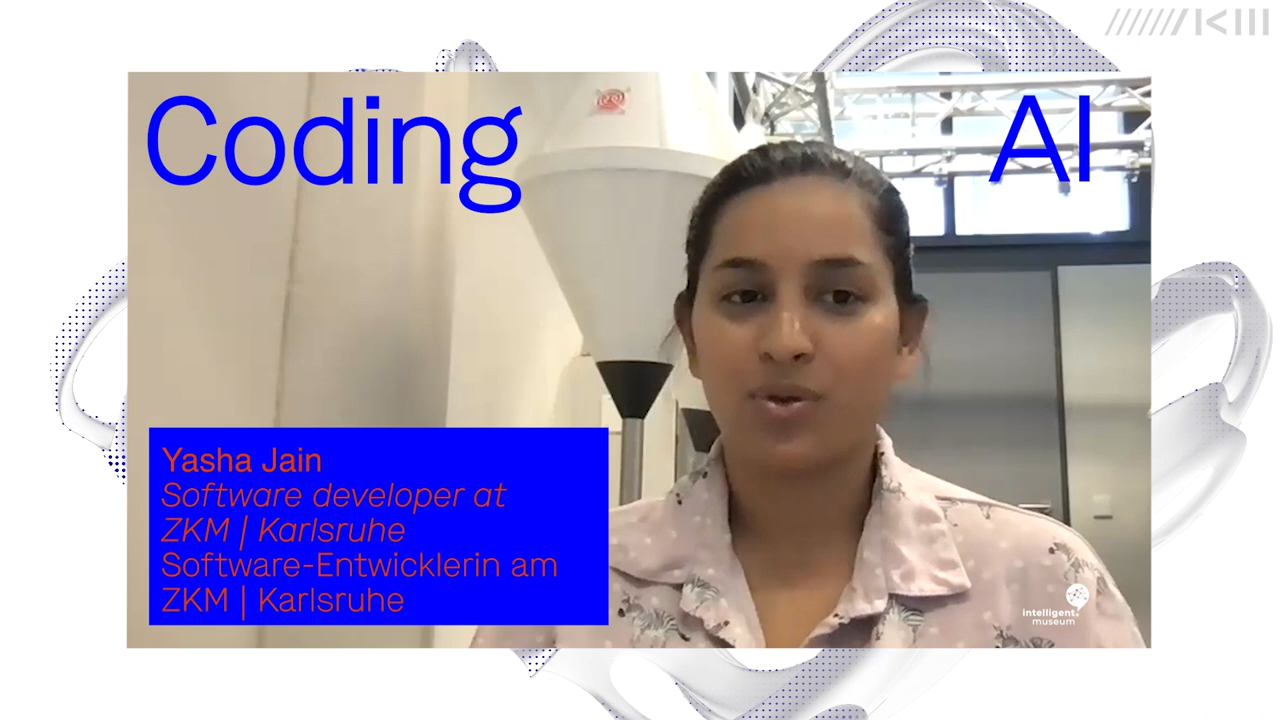 Coding AI
Yasha Jain
Software developer at
ZKM | Karlsruhe
Software-Entwicklerin am
ZKM | Karlsruhe
intelligent.
museum